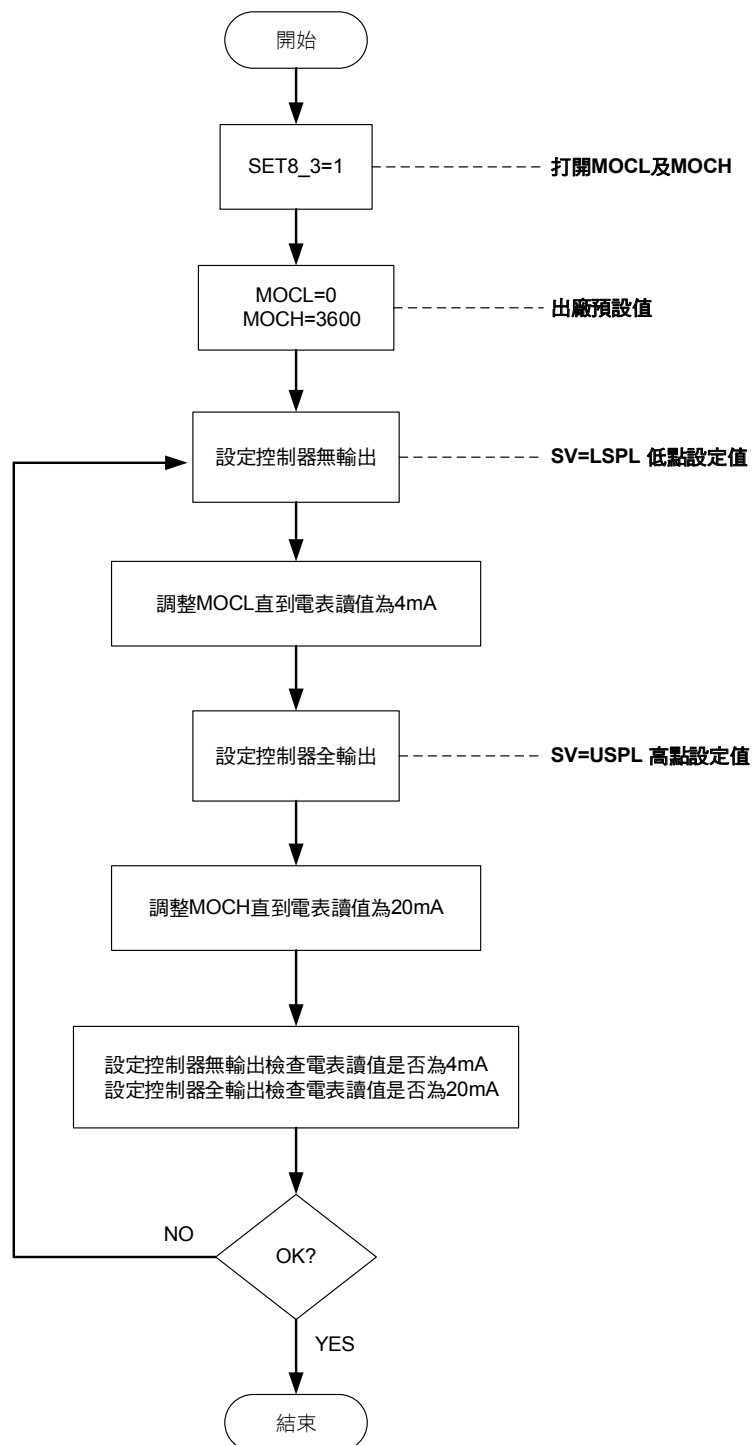 開始
SET8_3=1
打開MOCL及MOCH
MOCL=0
MOCH=3600
出廠預設值
設定控制器無輸出
SV=LSPL 低點設定值
調整MOCL直到電表讀值為4mA
設定控制器全輸出
SV=USPL 高點設定值
調整MOCH直到電表讀值為20mA
設定控制器無輸出檢查電表讀值是否為4mA
設定控制器全輸出檢查電表讀值是否為20mA
NO
OK?
YES
結束